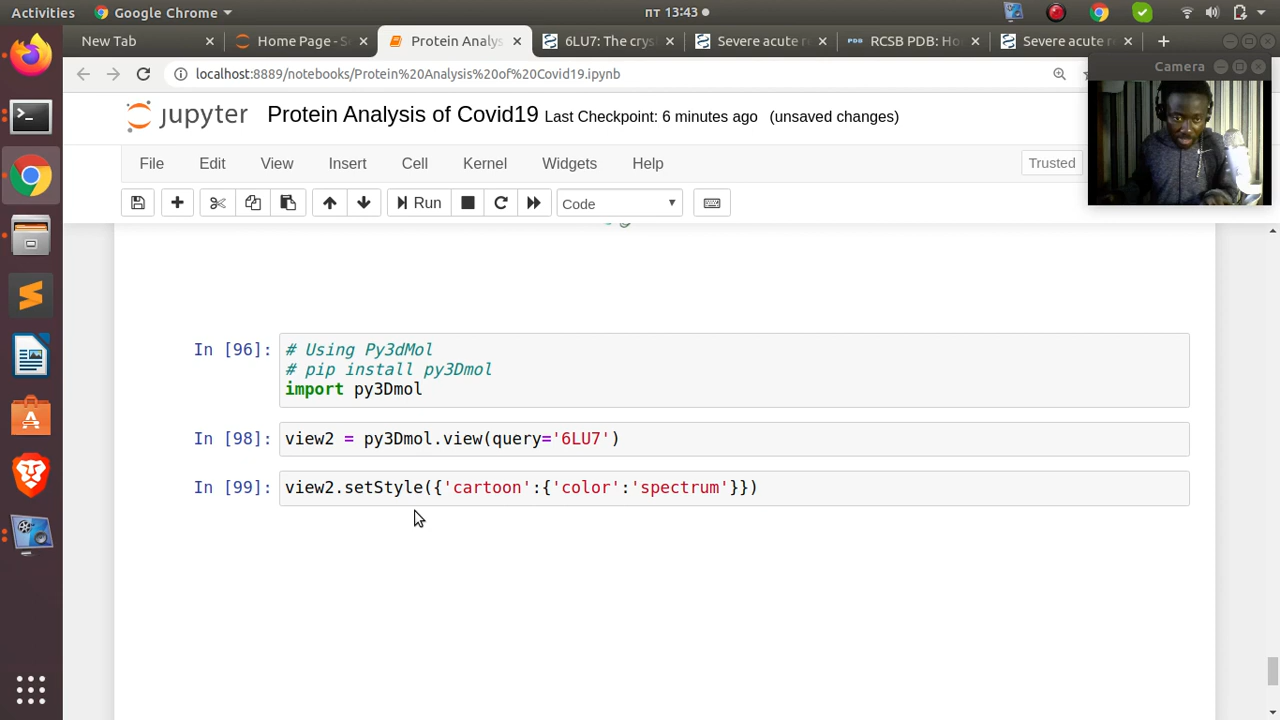 Activities
Google Chrome
пт 13:43
New Tab
Home Page - S
Protein Analys
6LU7: The crys
Severe acute r
PDB
RCSB PDB: Ho
Severe acute re
localhost:8889/notebooks/Protein%20Analysis%20of%20Covid19.ipynb
Camera
jupyter
Protein Analysis of Covid19
Last Checkpoint: 6 minutes ago
(unsaved changes)
File
Edit
View
Insert
Cell
Kernel
Widgets
Help
Trusted
Run
Code
In [96]:
# Using Py3dMol
# pip install py3Dmol
import py3Dmol
In [98]:
view2 = py3Dmol.view(query='6LU7')
In [99]:
view2.setStyle({'cartoon':{'color':'spectrum'}})